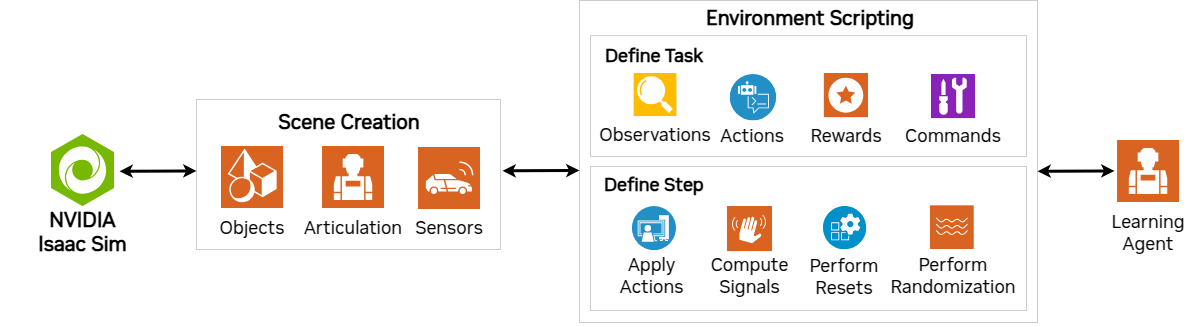 Environment Scripting
Define Task
Observations Actions Rewards Commands
Scene Creation
Objects Articulation Sensors
NVIDIA
Isaac Sim
Define Step
Apply
Actions
Compute
Signals
Perform
Resets
Perform
Randomization
Learning
Agent